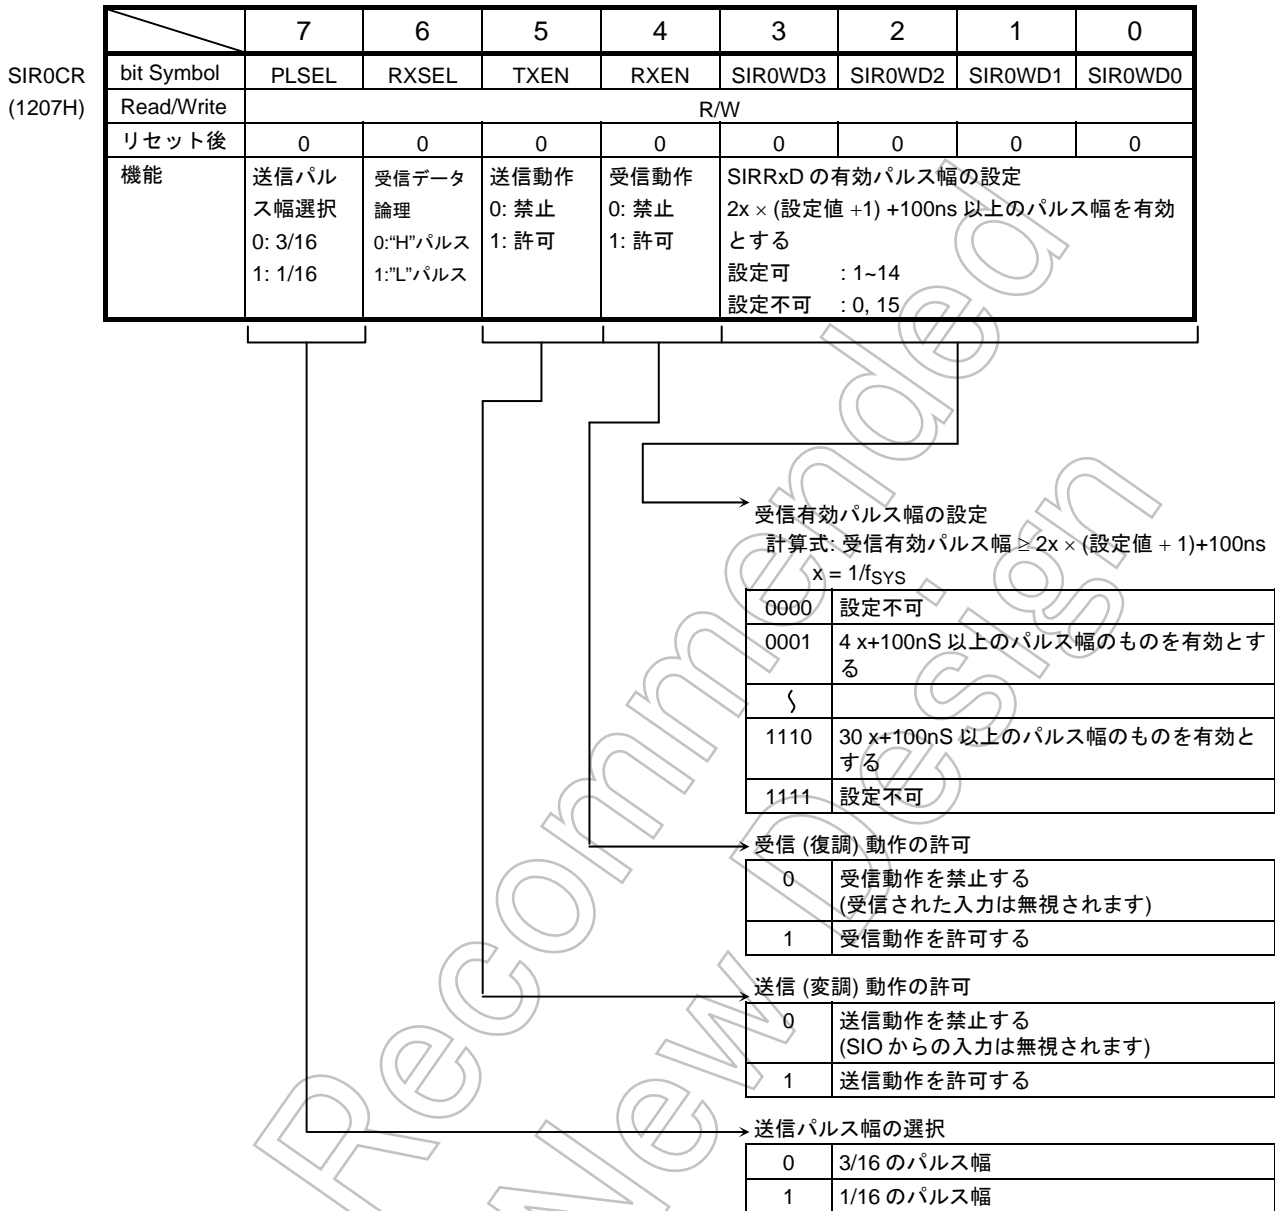 7 6 5 4 3 2 1 0
SIR0CR
(1207H)
bit Symbol PLSEL RXSEL TXEN RXEN SIR0WD3 SIR0WD2 SIR0WD1 SIR0WD0
Read/Write R/W
リセット後 0 0 0 0 0 0 0 0
機能
送信パル
ス幅選択
0: 3/16
1: 1/16
受信データ
論理
0:“H”パルス
1:”L”パルス
送信動作
0: 禁止
1: 許可
受信動作
0: 禁止
1: 許可
SIRRxD の有効パルス幅の設定
2x × (設定値 +1) +100ns 以上のパルス幅を有効
とする
設定可 : 1~14
設定不可 : 0, 15
受信有効パルス幅の設定
計算式: 受信有効パルス幅 ≥ 2x × (設定値 + 1)+100ns
x = 1/fSYS
0000 設定不可
0001 4 x+100nS 以上のパルス幅のものを有効とす
る
〜
1110 30 x+100nS 以上のパルス幅のものを有効と
する
1111 設定不可
受信 (復調) 動作の許可
0 受信動作を禁止する
(受信された入力は無視されます)
1 受信動作を許可する
送信 (変調) 動作の許可
0 送信動作を禁止する
(SIO からの入力は無視されます)
1 送信動作を許可する
送信パルス幅の選択
0 3/16 のパルス幅
1 1/16 のパルス幅
Recommended
New Design